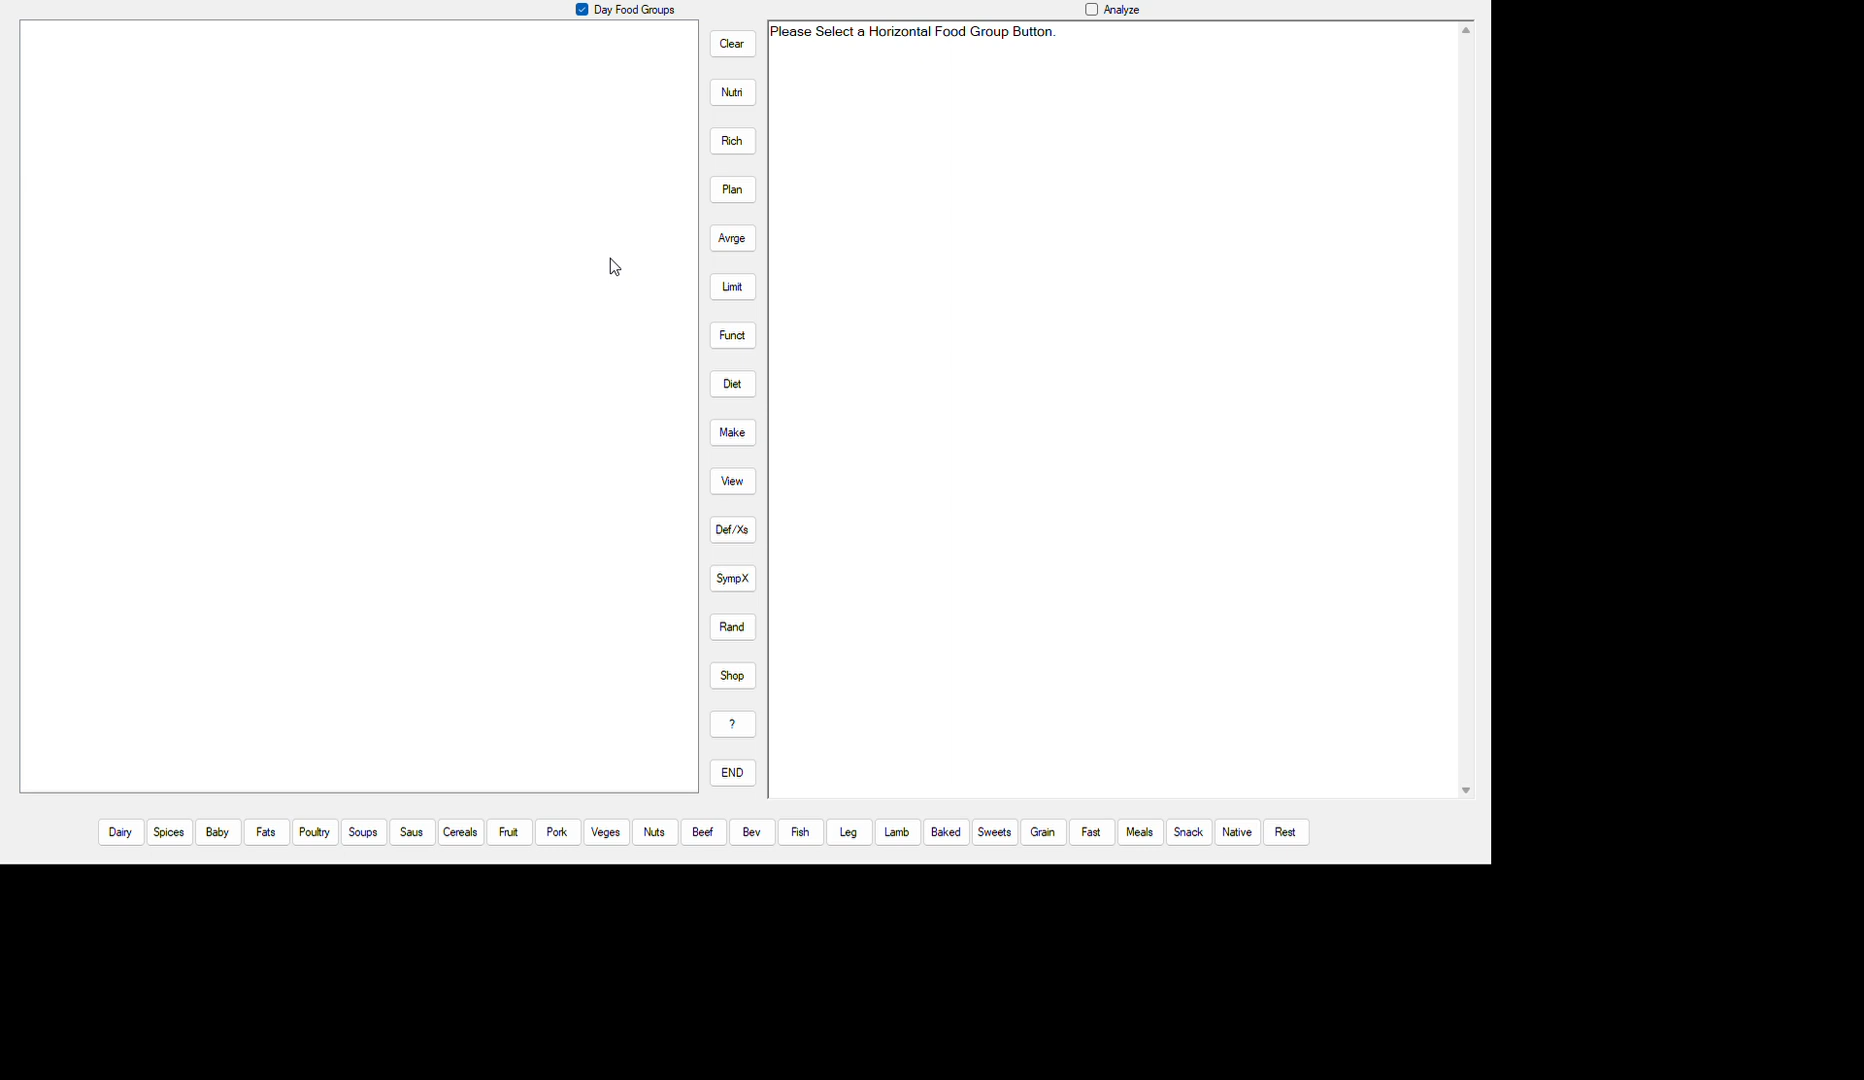 Day Food Groups
Analyze
Please Select a Horizontal Food Group Button.
Clear
Nutri
Rich
Plan
Avrge
Limit
Funct
Diet
Make
View
Def/Xs
SympX
Rand
Shop
?
END
Dairy Spices Baby Fats Poultry Soups Saus Cereals Fruit Pork Veges Nuts Beef Bev Fish Leg Lamb Baked Sweets Grain Fast Meals Snack Native Rest